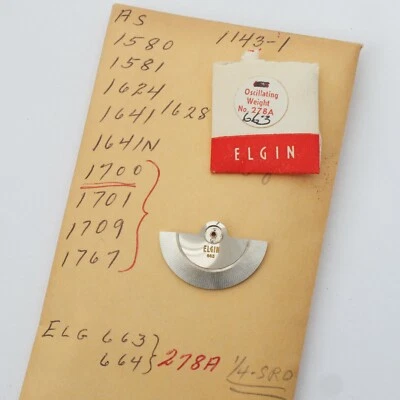 AS
1580 1143-1
1581
1624
1641 1628
1641N
1700
1701
1709
1767
Oscillating
Weight
No. 278A
663
ELGIN
ELGIN
ELG 663
664 278A
1/4-SRO